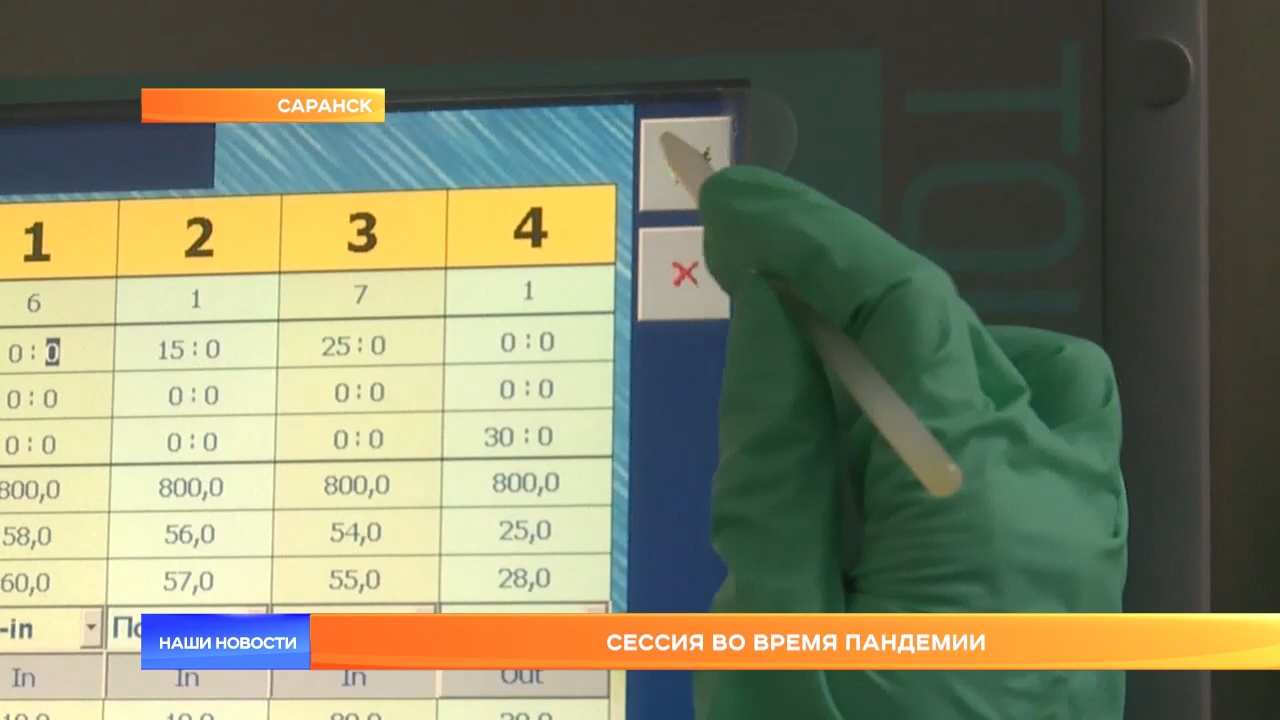 САРАНСК
1 2 3 4
6 1 7 1
0:0 15:0 25:0 0:0
0:0 0:0 0:0 0:0
0:0 0:0 0:0 30:0
800,0 800,0 800,0 800,0
58,0 56,0 54,0 25,0
60,0 57,0 55,0 28,0
-in
In In In Out
НАШИ НОВОСТИ
СЕССИЯ ВО ВРЕМЯ ПАНДЕМИИ